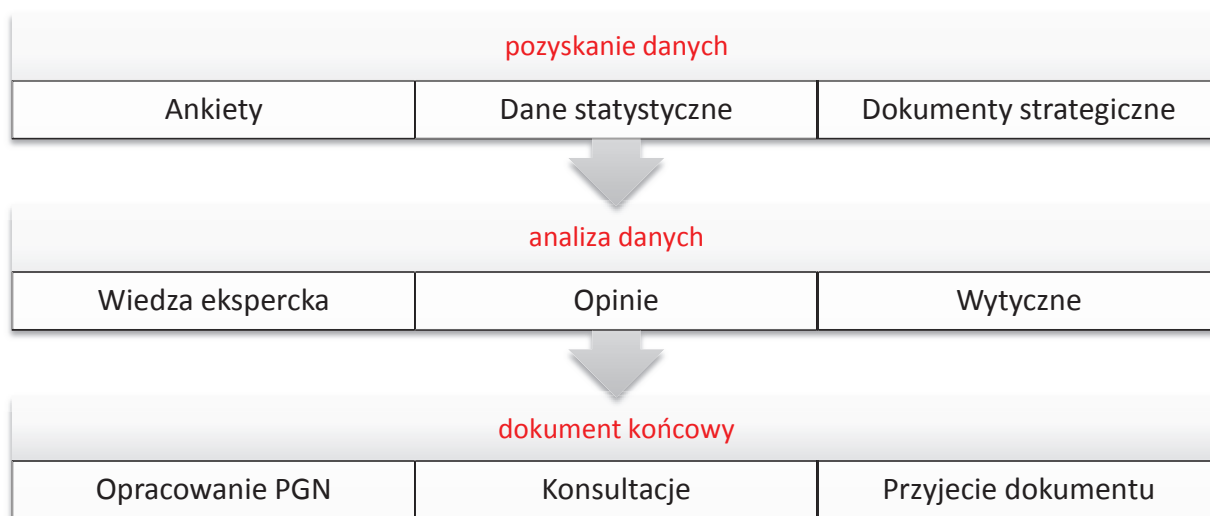 pozyskanie danych
Ankiety Dane statystyczne Dokumenty strategiczne
analiza danych
Wiedza ekspercka Opinie Wytyczne
dokument końcowy
Opracowanie PGN Konsultacje Przyjecie dokumentu